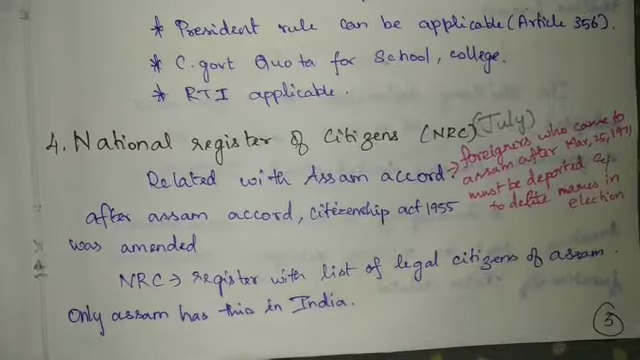 * President rule can be applicable (Article 356).
* C.govt Quota for School, college.
* RTI applicable.
4. National register of Citizens (NRC) (July)
Related with Assam accord → foreigners who came to
assam after Mar, 25, 1971
must be deported &
to delete names in
election
after assam accord, citizenship act 1955
was amended
NRC → register with list of legal citizens of assam.
Only assam has this in India.
3